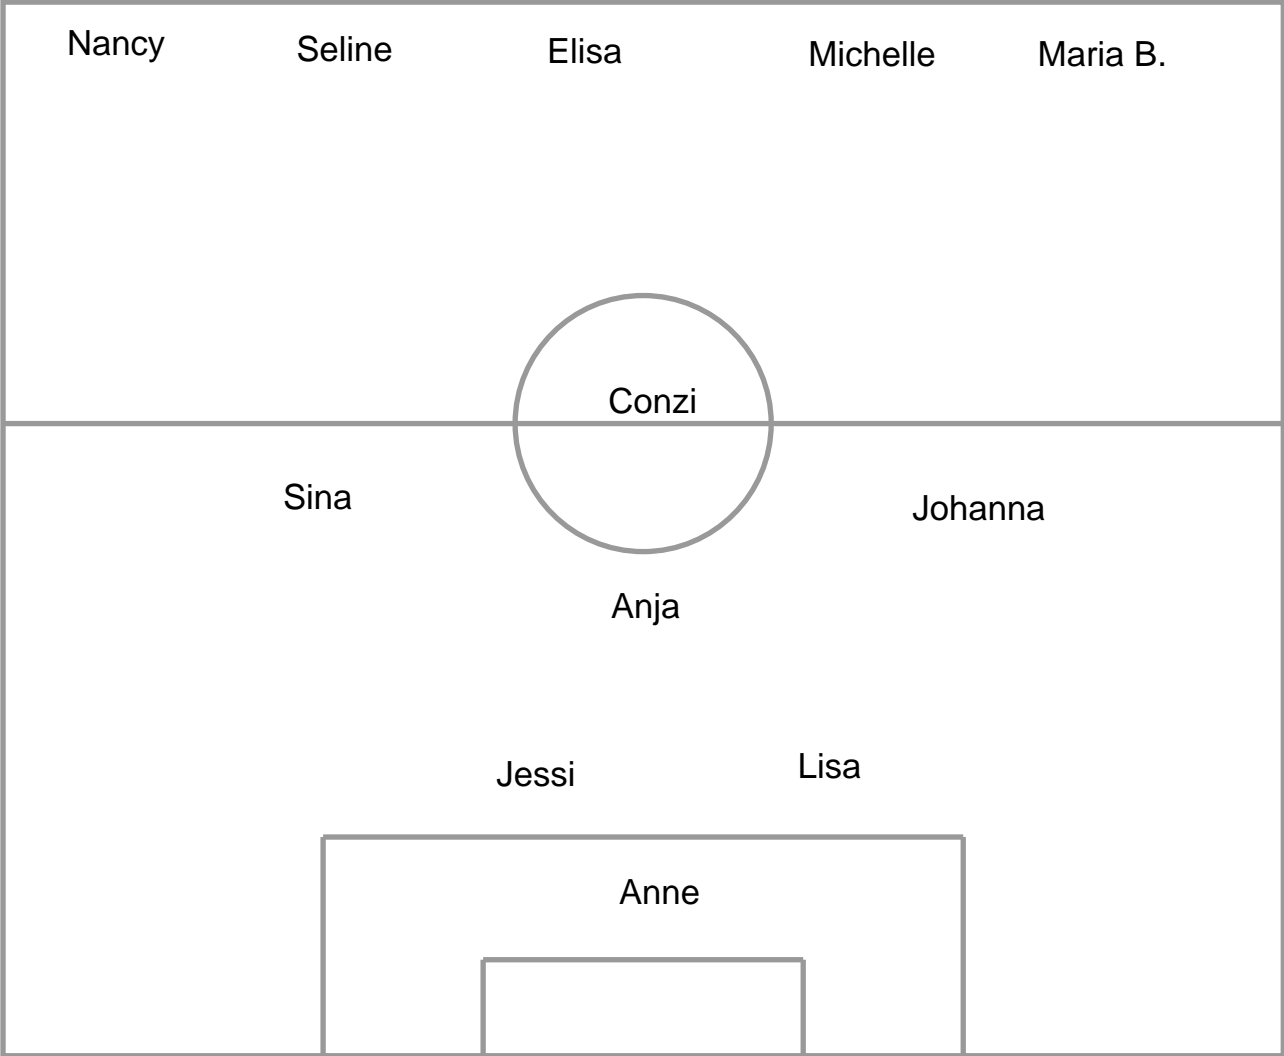 Nancy Seline Elisa Michelle Maria B.
Conzi
Sina Johanna
Anja
Jessi Lisa
Anne